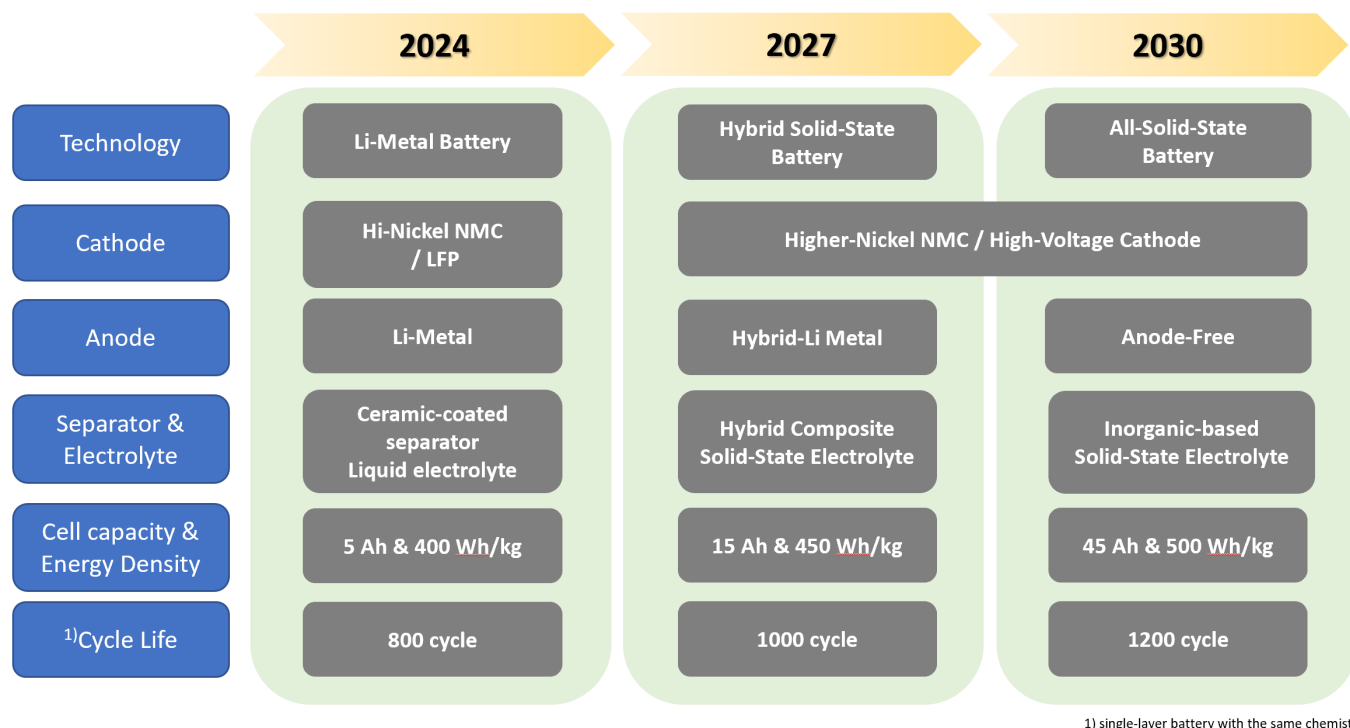 2024
2027
2030
Technology
Li-Metal Battery
Hybrid Solid-State
Battery
All-Solid-State
Battery
Cathode
Hi-Nickel NMC
/ LFP
Higher-Nickel NMC / High-Voltage Cathode
Anode
Li-Metal
Hybrid-Li Metal
Anode-Free
Separator &
Electrolyte
Ceramic-coated
separator
Liquid electrolyte
Hybrid Composite
Solid-State Electrolyte
Inorganic-based
Solid-State Electrolyte
Cell capacity &
Energy Density
5 Ah & 400 Wh/kg
15 Ah & 450 Wh/kg
45 Ah & 500 Wh/kg
1)Cycle Life
800 cycle
1000 cycle
1200 cycle
1) single-layer battery with the same